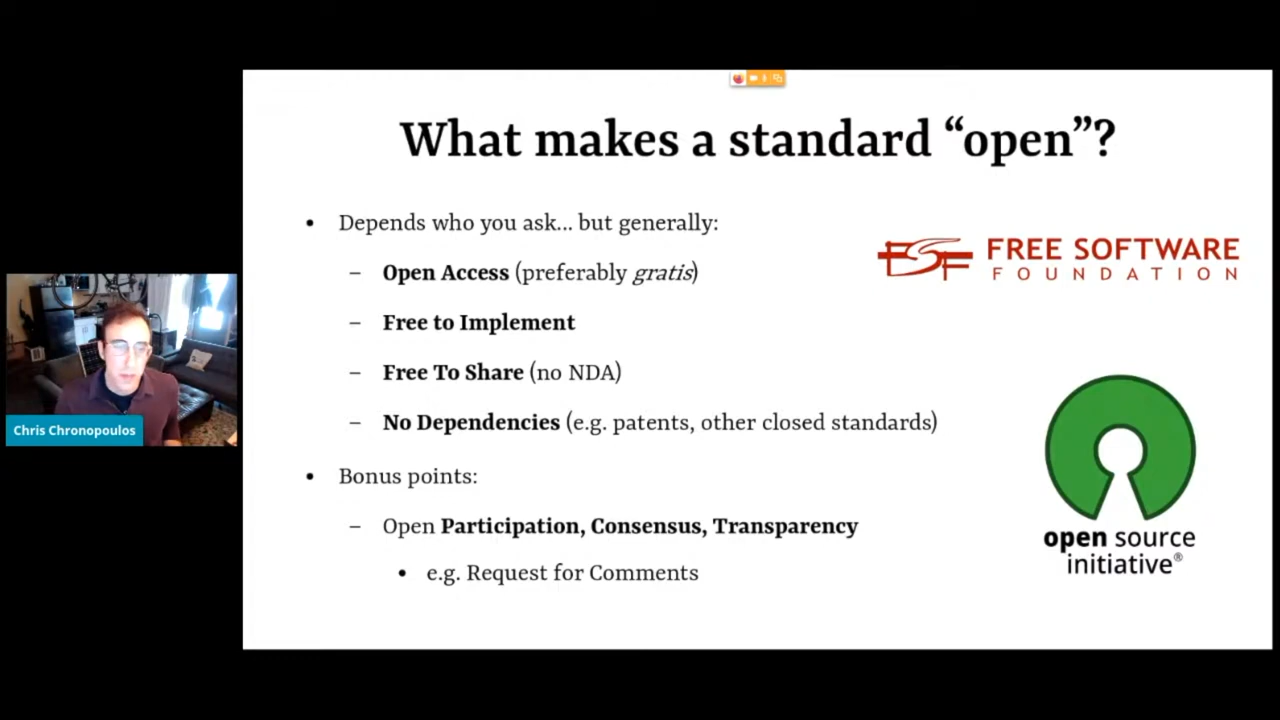 What makes a standard “open”?
• Depends who you ask... but generally:
– Open Access (preferably gratis)
– Free to Implement
– Free To Share (no NDA)
– No Dependencies (e.g. patents, other closed standards)
• Bonus points:
– Open Participation, Consensus, Transparency
• e.g. Request for Comments
FREE SOFTWARE
FOUNDATION
open source
initiative®
Chris Chronopoulos